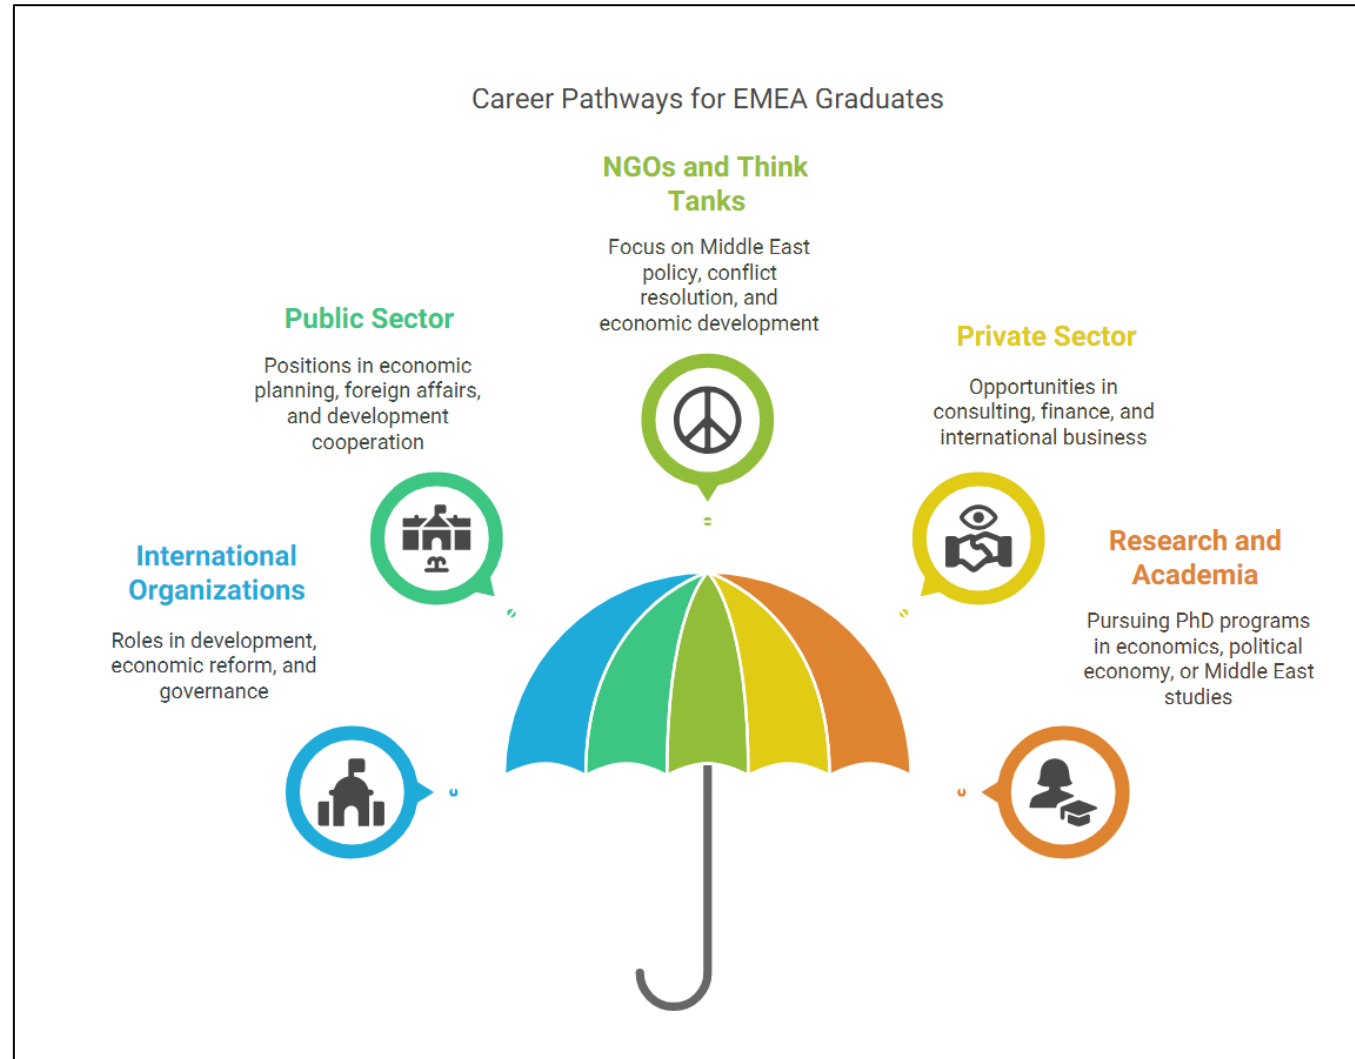 Career Pathways for EMEA Graduates
NGOs and Think
Tanks
Focus on Middle East
policy, conflict
resolution, and
economic development
Public Sector
Positions in economic
planning, foreign affairs,
and development
cooperation
Private Sector
Opportunities in
consulting, finance, and
international business
International
Organizations
Roles in development,
economic reform, and
governance
Research and
Academia
Pursuing PhD programs
in economics, political
economy, or Middle East
studies